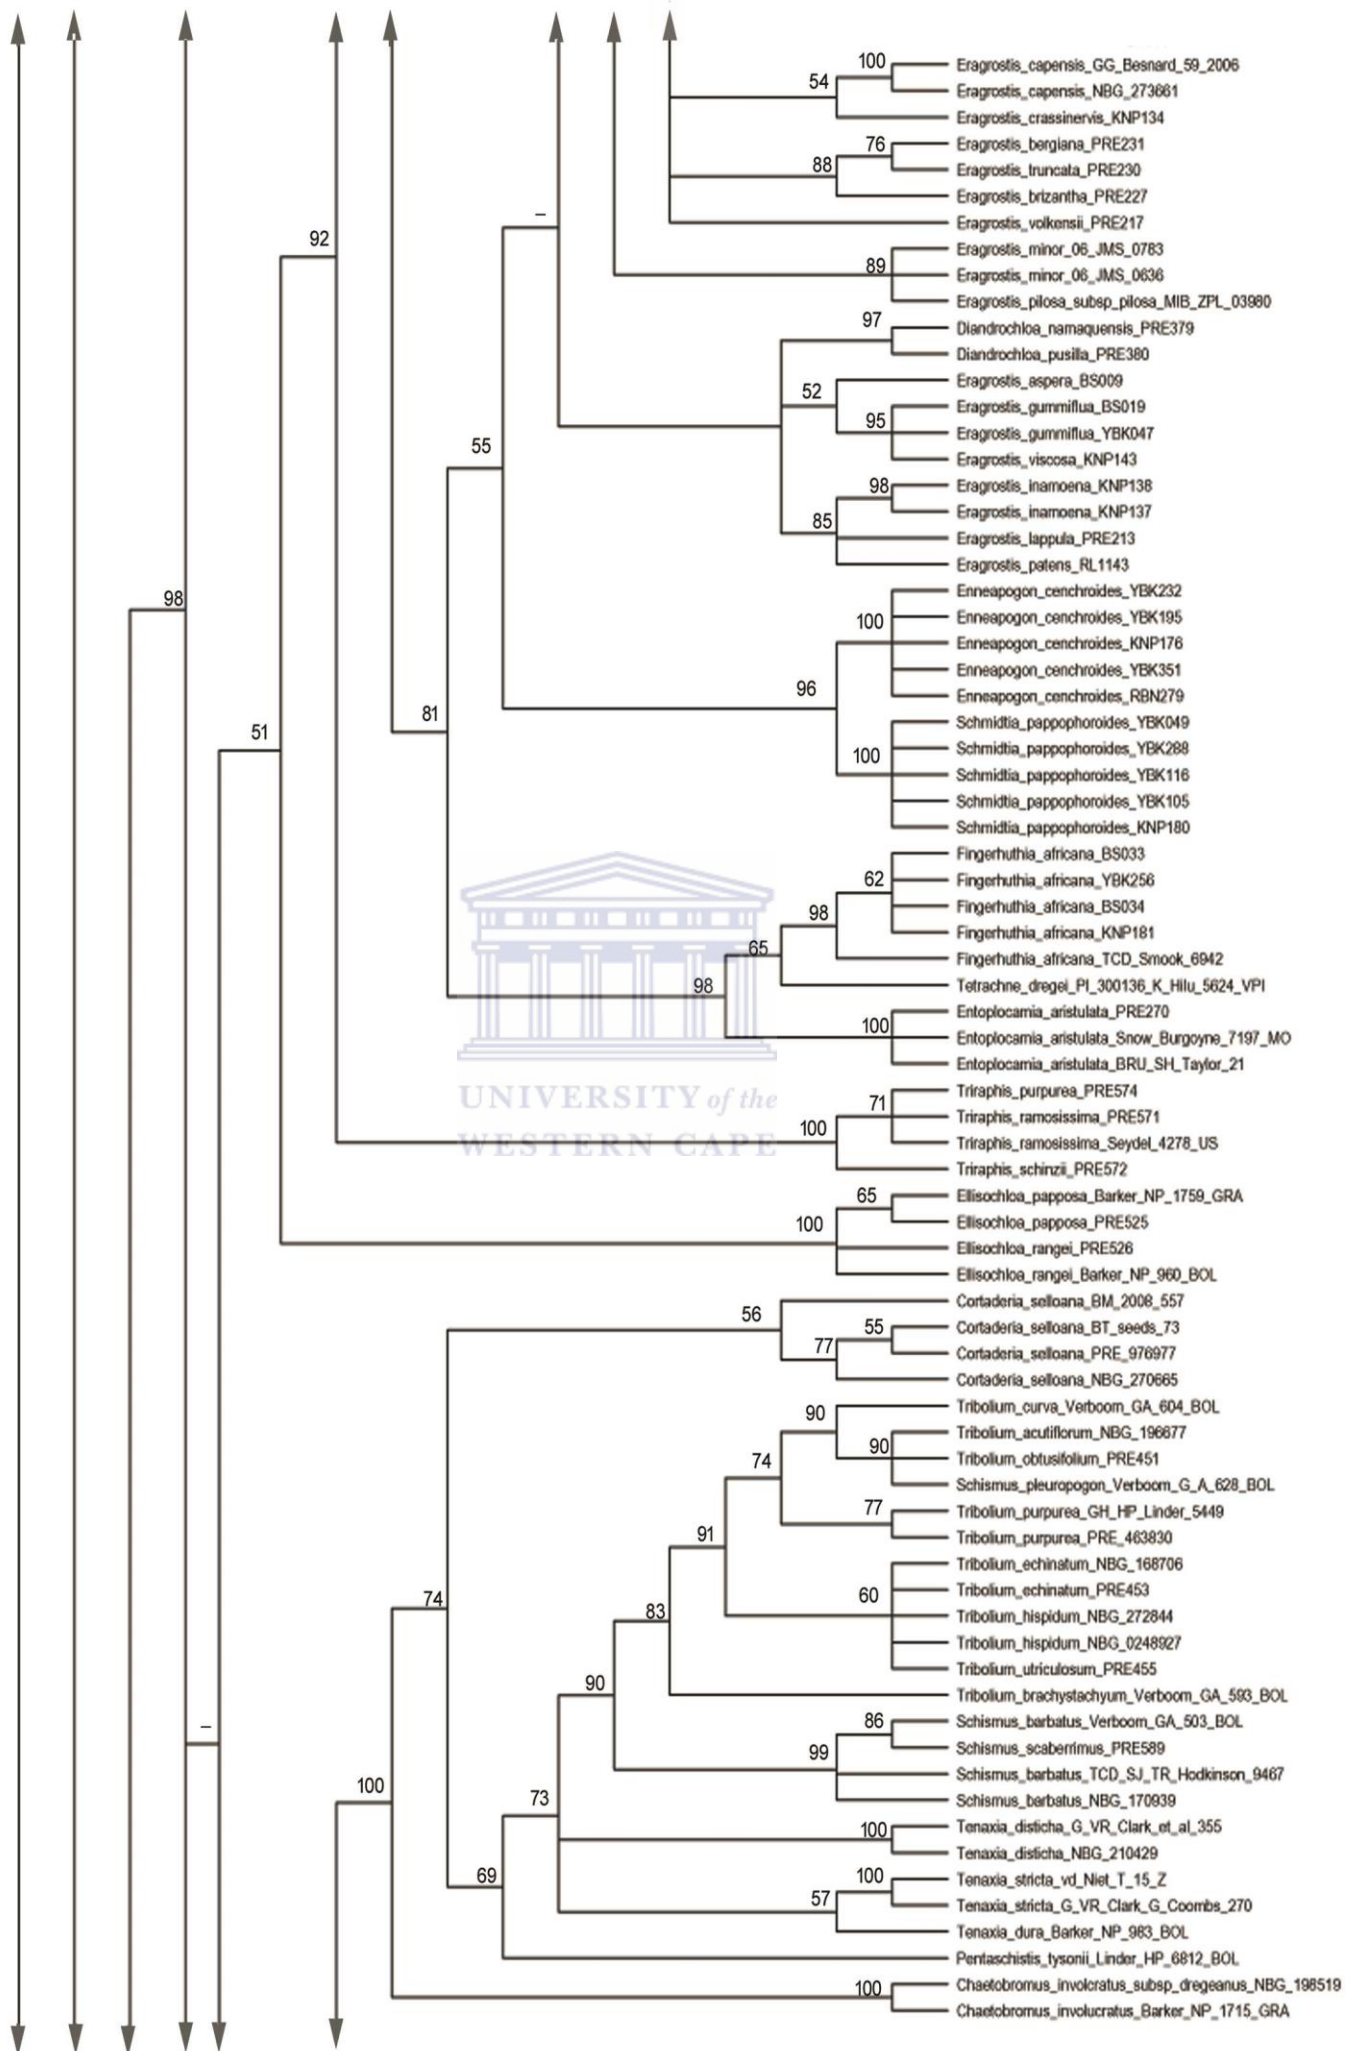 100
Eragrostis_capensis_GG_Besnard_59_2006
54
Eragrostis_capensis_NBG_273661
Eragrostis_crassinervis_KNP134
76
Eragrostis_bergiana_PRE231
88
Eragrostis_truncata_PRE230
Eragrostis_brizantha_PRE227
–
Eragrostis_volkensii_PRE217
92
Eragrostis_minor_06_JMS_0783
89
Eragrostis_minor_06_JMS_0636
Eragrostis_pilosa_subsp_pilosa_MIB_ZPL_03980
97
Diandrochloa_namaquensis_PRE379
Diandrochloa_pusilla_PRE380
52
Eragrostis_aspera_BS009
Eragrostis_gummiflua_BS019
95
Eragrostis_gummiflua_YBK047
55
Eragrostis_viscosa_KNP143
98
Eragrostis_inamoena_KNP138
Eragrostis_inamoena_KNP137
85
Eragrostis_lappula_PRE213
Eragrostis_patens_RL1143
98
Enneapogon_cenchroides_YBK232
100
Enneapogon_cenchroides_YBK195
Enneapogon_cenchroides_KNP176
Enneapogon_cenchroides_YBK351
96
Enneapogon_cenchroides_RBN279
81
Schmidtia_pappophoroides_YBK049
51
Schmidtia_pappophoroides_YBK288
100
Schmidtia_pappophoroides_YBK116
Schmidtia_pappophoroides_YBK105
Schmidtia_pappophoroides_KNP180
Fingerhuthia_africana_BS033
62
Fingerhuthia_africana_YBK256
98
Fingerhuthia_africana_BS034
Fingerhuthia_africana_KNP181
65
Fingerhuthia_africana_TCD_Smook_6942
98
Tetrachne_dregei_PI_300136_K_Hilu_5624_VPI
Entoplocamia_aristulata_PRE270
100
Entoplocamia_aristulata_Snow_Burgoyne_7197_MO
Entoplocamia_aristulata_BRU_SH_Taylor_21
UNIVERSITY of the
WESTERN CAPE
71
Triraphis_purpurea_PRE574
Triraphis_ramosissima_PRE571
100
Triraphis_ramosissima_Seydel_4278_US
Triraphis_schinzii_PRE572
65
Ellisochloa_papposa_Barker_NP_1759_GRA
100
Ellisochloa_papposa_PRE525
Ellisochloa_rangei_PRE526
Ellisochloa_rangei_Barker_NP_960_BOL
56
Cortaderia_selloana_BM_2008_557
55
Cortaderia_selloana_BT_seeds_73
77
Cortaderia_selloana_PRE_976977
Cortaderia_selloana_NBG_270665
90
Tribolium_curva_Verboom_GA_604_BOL
Tribolium_acutiflorum_NBG_196677
90
Tribolium_obtusifolium_PRE451
74
Schismus_pleuropogon_Verboom_G_A_628_BOL
77
Tribolium_purpurea_GH_HP_Linder_5449
91
Tribolium_purpurea_PRE_463830
Tribolium_echinatum_NBG_168706
60
Tribolium_echinatum_PRE453
74
83
Tribolium_hispidum_NBG_272844
Tribolium_hispidum_NBG_0248927
Tribolium_utriculosum_PRE455
90
Tribolium_brachystachyum_Verboom_GA_593_BOL
–
86
Schismus_barbatus_Verboom_GA_503_BOL
99
Schismus_scaberrimus_PRE589
Schismus_barbatus_TCD_SJ_TR_Hodkinson_9467
100
73
Schismus_barbatus_NBG_170939
100
Tenaxia_disticha_G_VR_Clark_et_al_355
Tenaxia_disticha_NBG_210429
69
100
Tenaxia_stricta_vd_Niet_T_15_Z
57
Tenaxia_stricta_G_VR_Clark_G_Coombs_270
Tenaxia_dura_Barker_NP_983_BOL
Pentaschistis_tysonii_Linder_HP_6812_BOL
100
Chaetobromus_involcratus_subsp_dregeanus_NBG_198519
Chaetobromus_involucratus_Barker_NP_1715_GRA